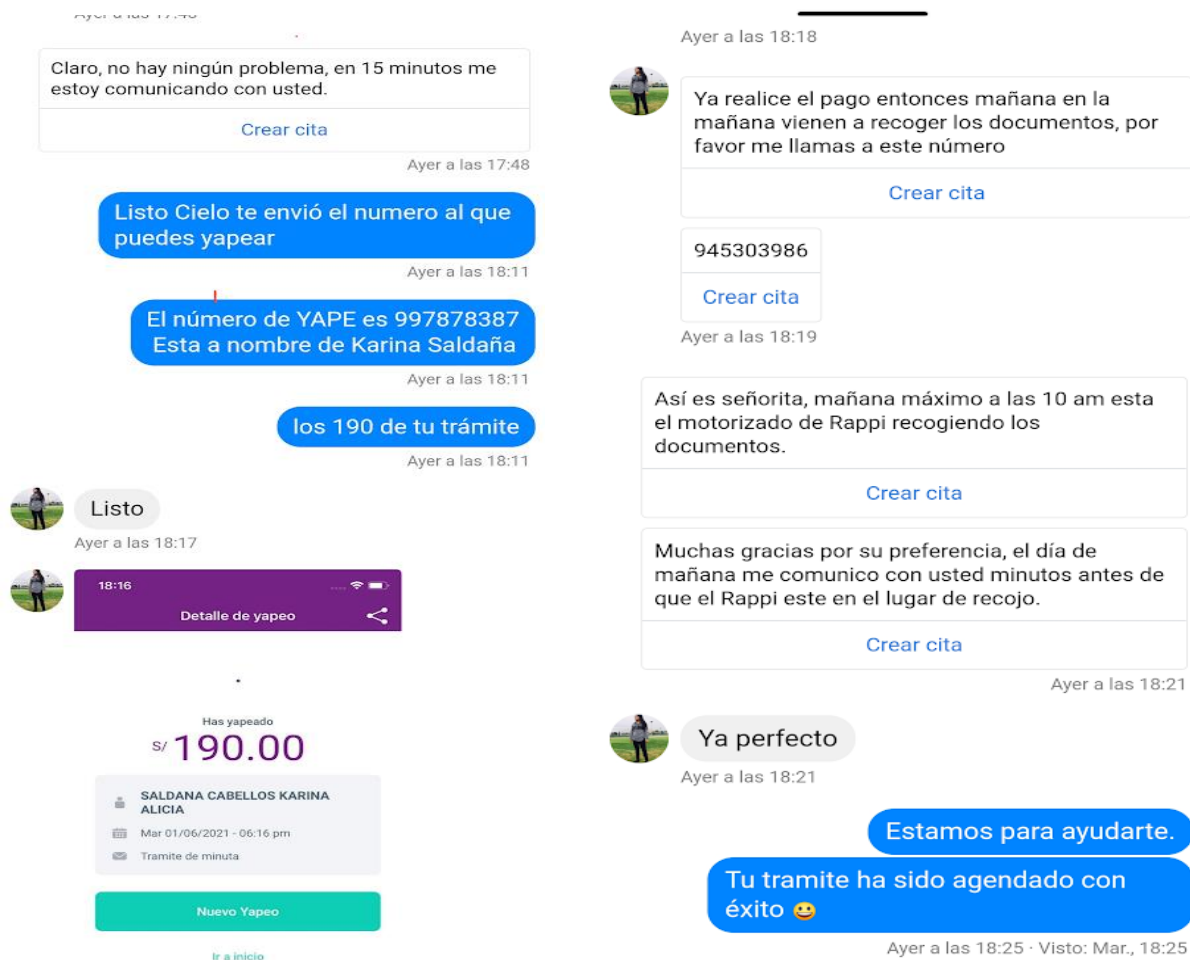 Claro, no hay ningún problema, en 15 minutos me
estoy comunicando con usted.
Crear cita
Ayer a las 17:48
Listo Cielo te envió el numero al que
puedes yapear
Ayer a las 18:11
El número de YAPE es 997878387
Esta a nombre de Karina Saldaña
Ayer a las 18:11
los 190 de tu trámite
Ayer a las 18:11
Listo
Ayer a las 18:17
18:16
Detalle de yapeo
Has yapeado
S/ 190.00
SALDANA CABELLOS KARINA
ALICIA
Mar 01/06/2021 - 06:16 pm
Tramite de minuta
Nuevo Yapeo
Ir a inicio
Ayer a las 18:18
Ya realice el pago entonces mañana en la
mañana vienen a recoger los documentos, por
favor me llamas a este número
Crear cita
945303986
Crear cita
Ayer a las 18:19
Así es señorita, mañana máximo a las 10 am esta
el motorizado de Rappi recogiendo los
documentos.
Crear cita
Muchas gracias por su preferencia, el día de
mañana me comunico con usted minutos antes de
que el Rappi este en el lugar de recojo.
Crear cita
Ayer a las 18:21
Ya perfecto
Ayer a las 18:21
Estamos para ayudarte.
Tu tramite ha sido agendado con
éxito 😀
Ayer a las 18:25 · Visto: Mar., 18:25